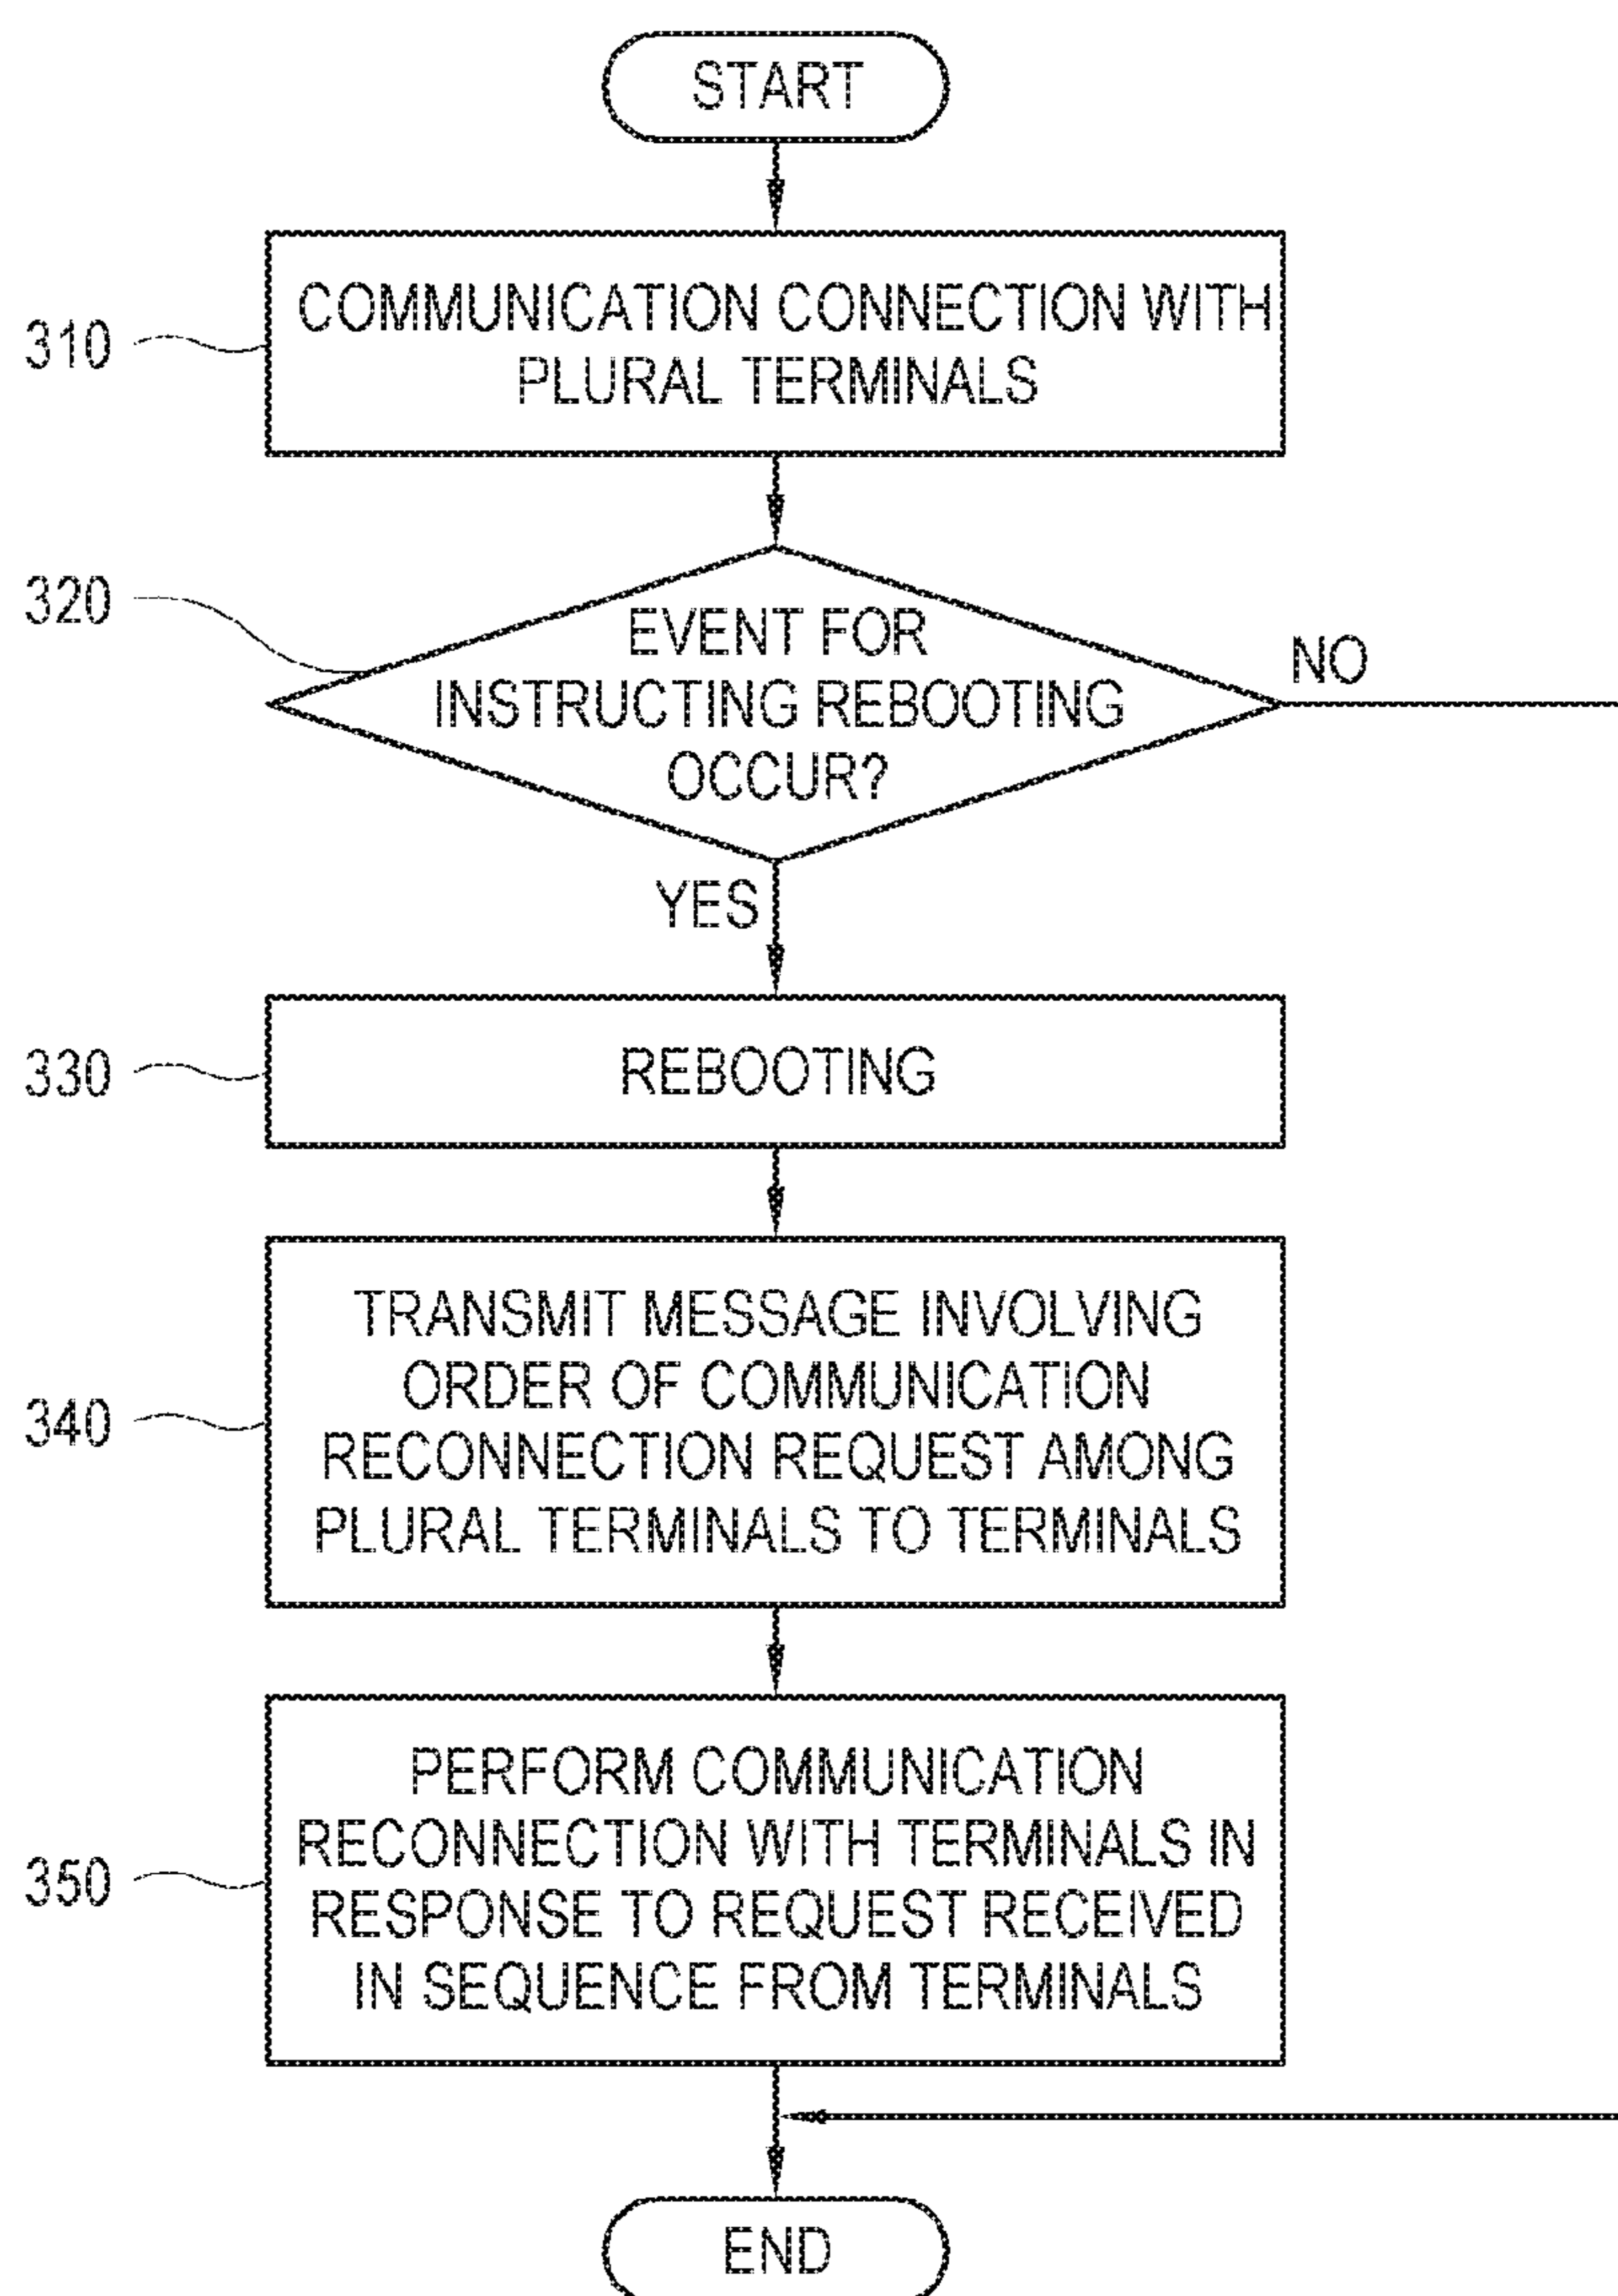 START
310
COMMUNICATION CONNECTION WITH
PLURAL TERMINALS
320
EVENT FOR
INSTRUCTING REBOOTING
OCCUR?
NO
YES
330
REBOOTING
340
TRANSMIT MESSAGE INVOLVING
ORDER OF COMMUNICATION
RECONNECTION REQUEST AMONG
PLURAL TERMINALS TO TERMINALS
350
PERFORM COMMUNICATION
RECONNECTION WITH TERMINALS IN
RESPONSE TO REQUEST RECEIVED
IN SEQUENCE FROM TERMINALS
END